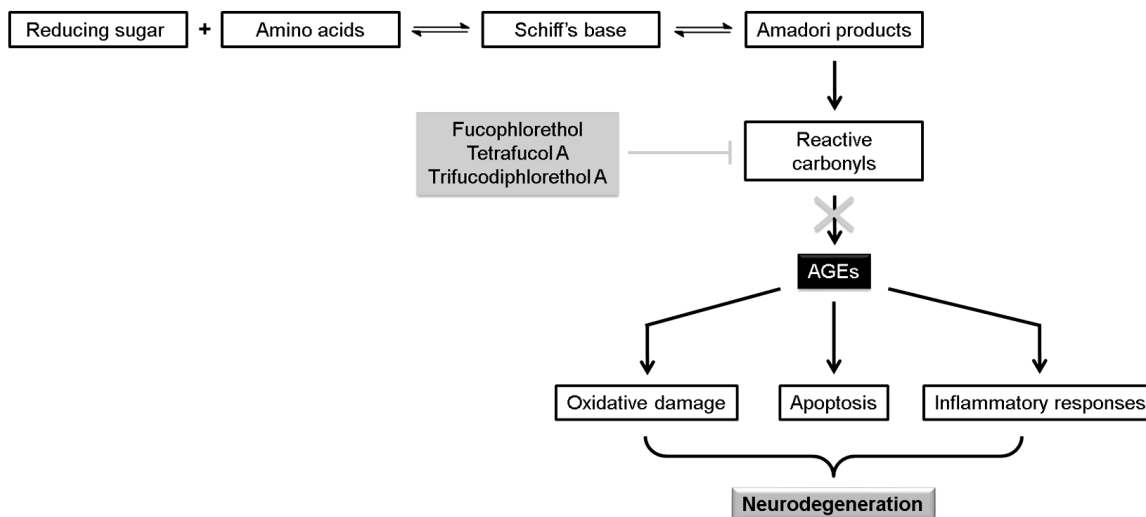 Reducing sugar + Amino acids Schiff's base Amadori products
Fucophlorethol
Tetrafucol A
Trifucodiphlorethol A
Reactive
carbonyls
AGEs
Oxidative damage Apoptosis Inflammatory responses
Neurodegeneration